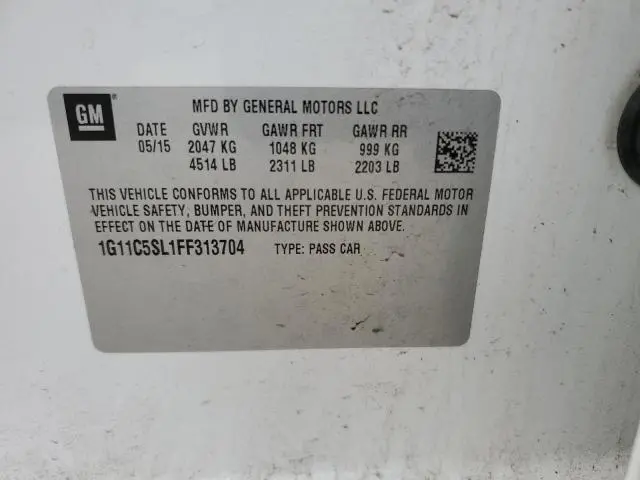 GM® MFD BY GENERAL MOTORS LLC
DATE GVWR GAWR FRT GAWR RR
05/15 2047 KG 1048 KG 999 KG
4514 LB 2311 LB 2203 LB
THIS VEHICLE CONFORMS TO ALL APPLICABLE U.S. FEDERAL MOTOR
VEHICLE SAFETY, BUMPER, AND THEFT PREVENTION STANDARDS IN
EFFECT ON THE DATE OF MANUFACTURE SHOWN ABOVE.
1G11C5SL1FF313704 TYPE: PASS CAR